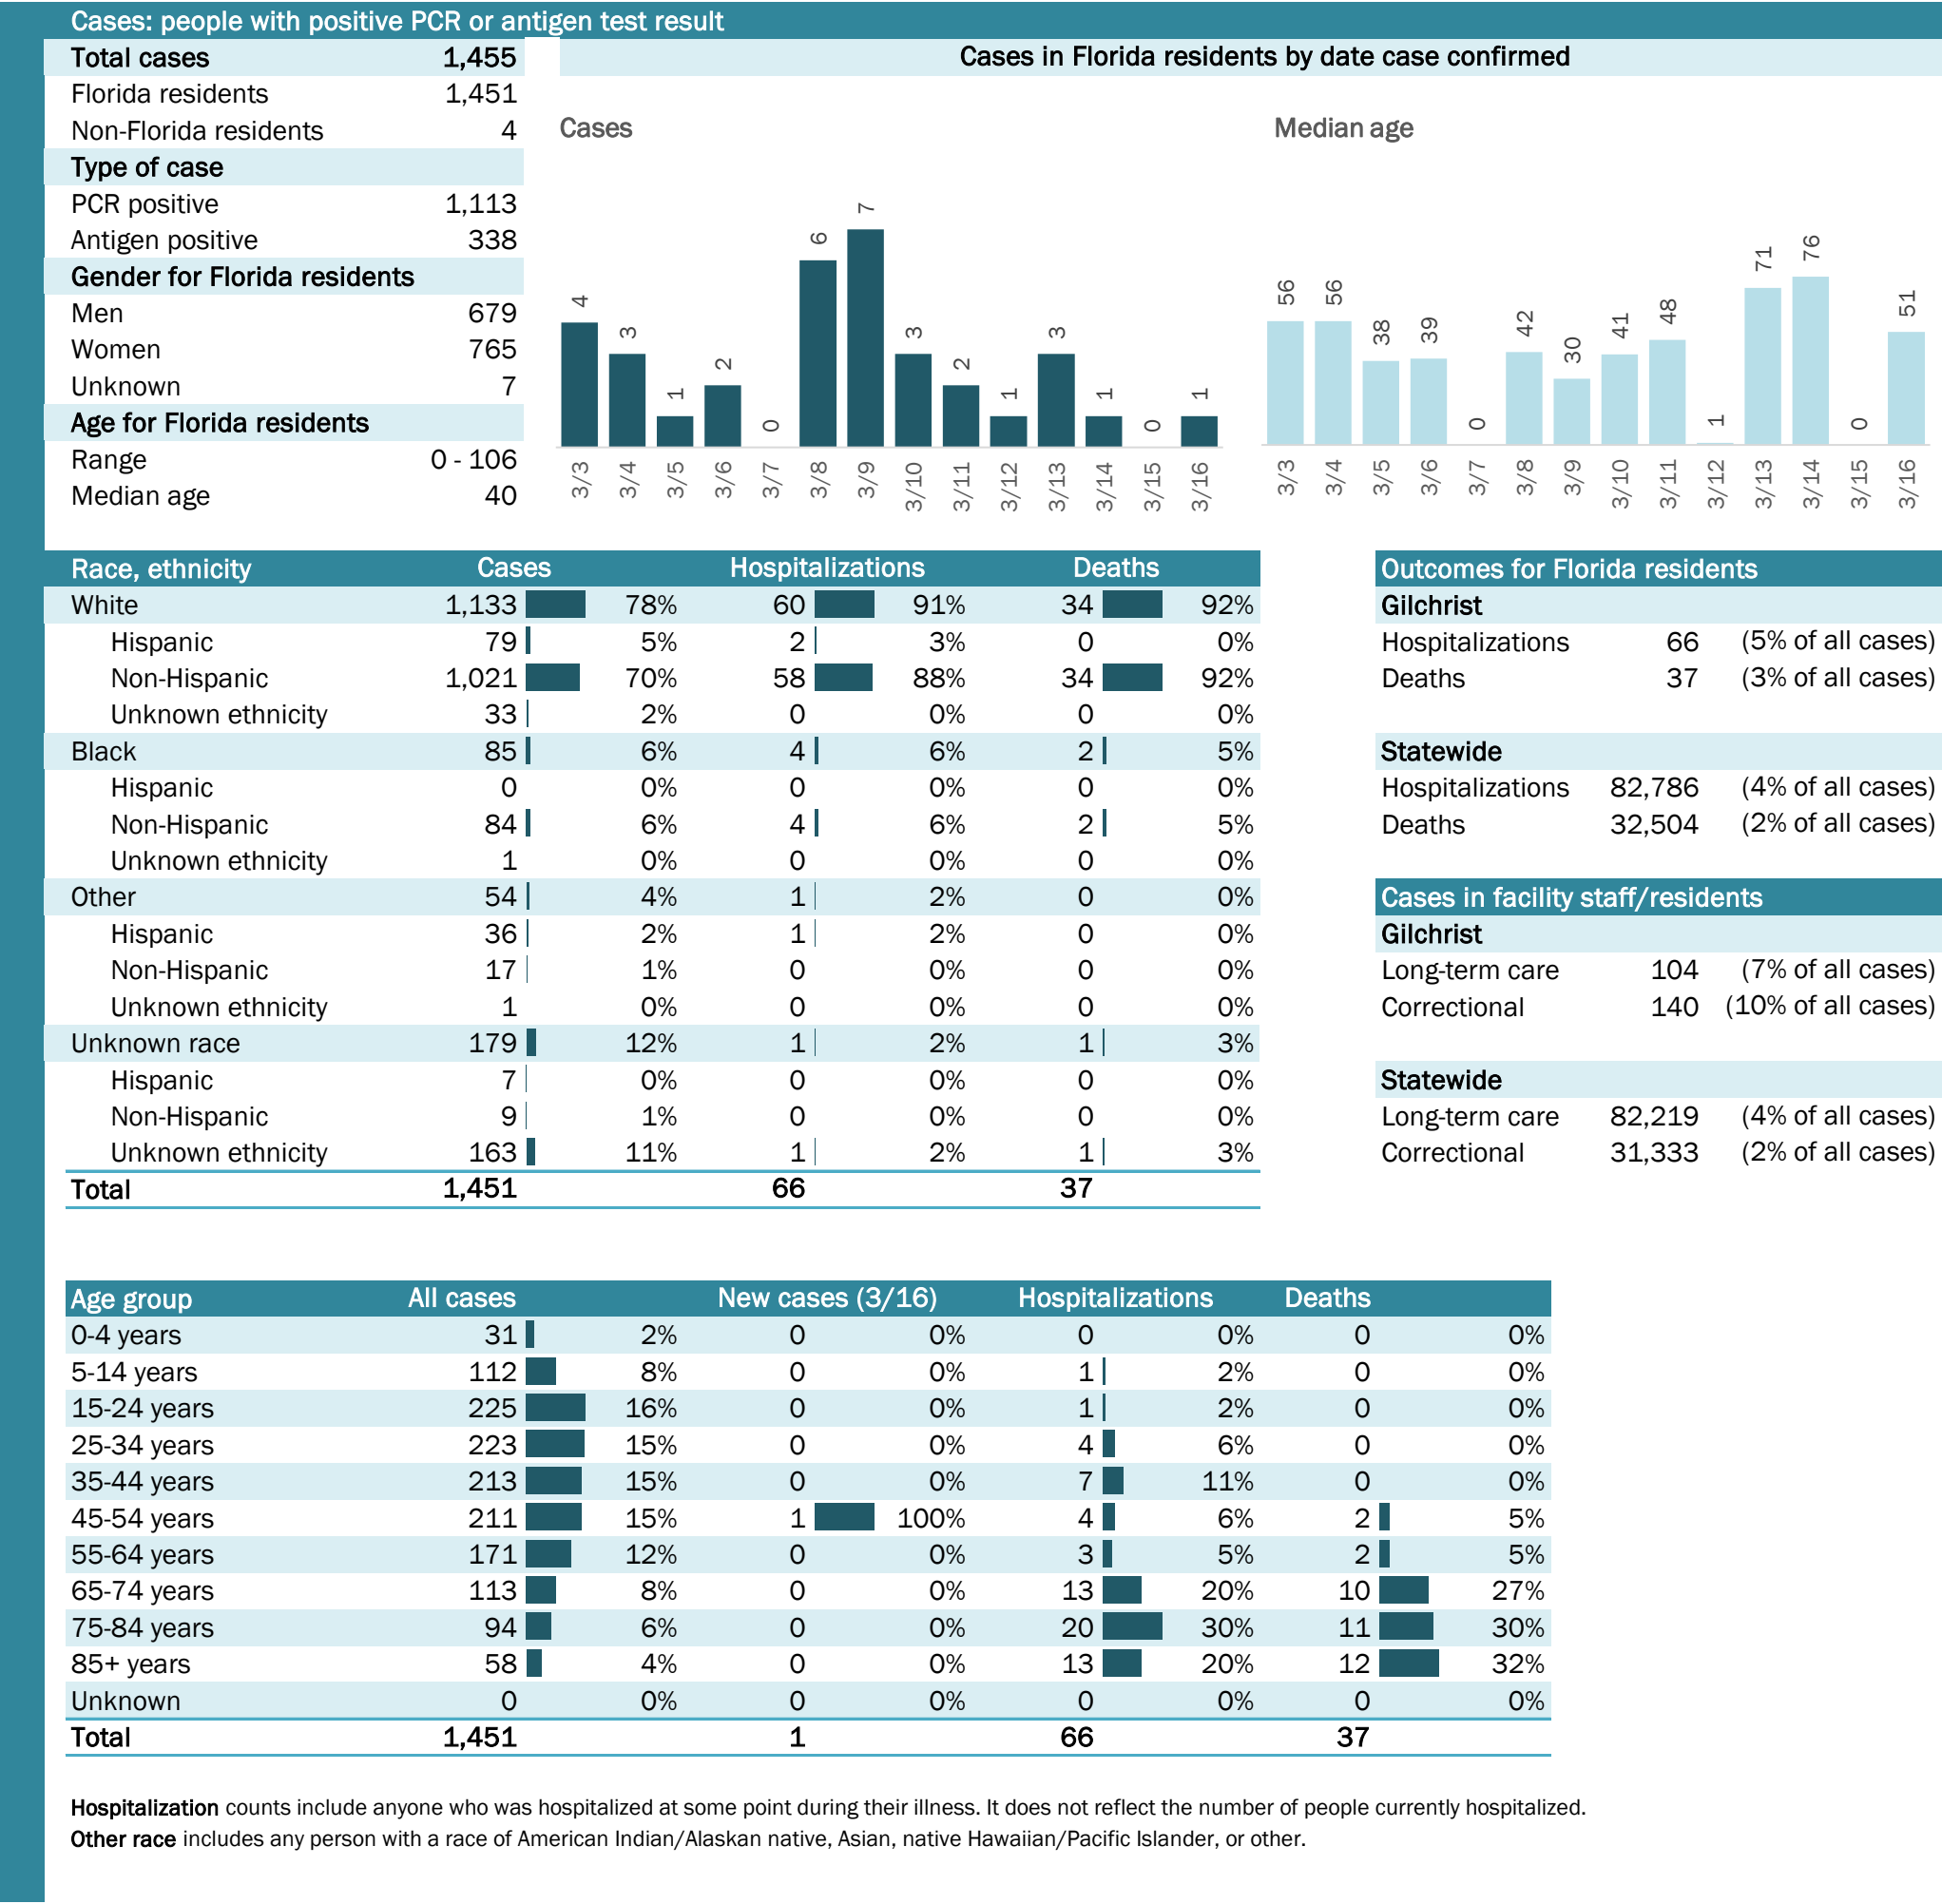 Cases: people with positive PCR or antigen test result
Total cases 1,455
Florida residents 1,451
Non-Florida residents 4
Type of case
PCR positive 1,113
Antigen positive 338
Gender for Florida residents
Men 679
Women 765
Unknown 7
Age for Florida residents
Range 0 - 106
Median age 40
Cases in Florida residents by date case confirmed
Cases
4 3 1 2 0 6 7 3 2 1 3 1 0 1
3/3 3/4 3/5 3/6 3/7 3/8 3/9 3/10 3/11 3/12 3/13 3/14 3/15 3/16
Median age
56 56 38 39 0 42 30 41 48 1 71 76 0 51
3/3 3/4 3/5 3/6 3/7 3/8 3/9 3/10 3/11 3/12 3/13 3/14 3/15 3/16
Race, ethnicity Cases Hospitalizations Deaths
White 1,133 78% 60 91% 34 92%
Hispanic 79 5% 2 3% 0 0%
Non-Hispanic 1,021 70% 58 88% 34 92%
Unknown ethnicity 33 2% 0 0% 0 0%
Black 85 6% 4 6% 2 5%
Hispanic 0 0% 0 0% 0 0%
Non-Hispanic 84 6% 4 6% 2 5%
Unknown ethnicity 1 0% 0 0% 0 0%
Other 54 4% 1 2% 0 0%
Hispanic 36 2% 1 2% 0 0%
Non-Hispanic 17 1% 0 0% 0 0%
Unknown ethnicity 1 0% 0 0% 0 0%
Unknown race 179 12% 1 2% 1 3%
Hispanic 7 0% 0 0% 0 0%
Non-Hispanic 9 1% 0 0% 0 0%
Unknown ethnicity 163 11% 1 2% 1 3%
Total 1,451 66 37
Outcomes for Florida residents
Gilchrist
Hospitalizations 66 (5% of all cases)
Deaths 37 (3% of all cases)
Statewide
Hospitalizations 82,786 (4% of all cases)
Deaths 32,504 (2% of all cases)
Cases in facility staff/residents
Gilchrist
Long-term care 104 (7% of all cases)
Correctional 140 (10% of all cases)
Statewide
Long-term care 82,219 (4% of all cases)
Correctional 31,333 (2% of all cases)
Age group All cases New cases (3/16) Hospitalizations Deaths
0-4 years 31 2% 0 0% 0 0% 0 0%
5-14 years 112 8% 0 0% 1 2% 0 0%
15-24 years 225 16% 0 0% 1 2% 0 0%
25-34 years 223 15% 0 0% 4 6% 0 0%
35-44 years 213 15% 0 0% 7 11% 0 0%
45-54 years 211 15% 1 100% 4 6% 2 5%
55-64 years 171 12% 0 0% 3 5% 2 5%
65-74 years 113 8% 0 0% 13 20% 10 27%
75-84 years 94 6% 0 0% 20 30% 11 30%
85+ years 58 4% 0 0% 13 20% 12 32%
Unknown 0 0% 0 0% 0 0% 0 0%
Total 1,451 1 66 37
Hospitalization counts include anyone who was hospitalized at some point during their illness. It does not reflect the number of people currently hospitalized.
Other race includes any person with a race of American Indian/Alaskan native, Asian, native Hawaiian/Pacific Islander, or other.